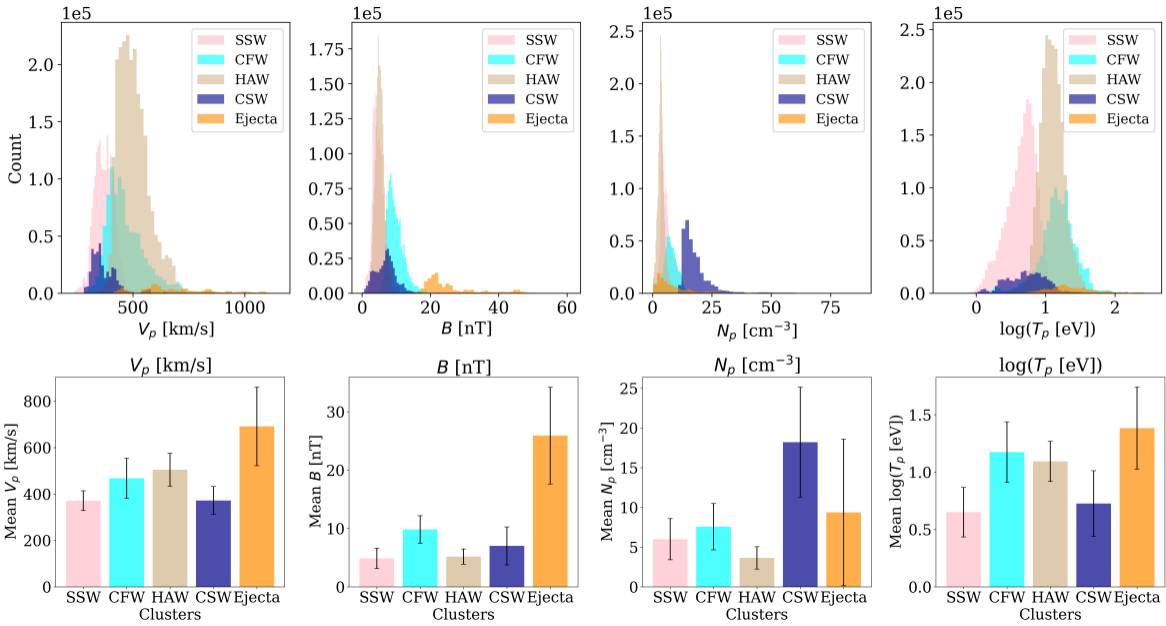 1e5
2.0
1.5
1.0
0.5
0.0
Count
500
1000
V_p [km/s]
SSW
CFW
HAW
CSW
Ejecta
1e5
1.75
1.50
1.25
1.00
0.75
0.50
0.25
0.00
0
20
40
60
B [nT]
SSW
CFW
HAW
CSW
Ejecta
1e5
2.5
2.0
1.5
1.0
0.5
0.0
0
25
50
75
N_p [cm⁻³]
SSW
CFW
HAW
CSW
Ejecta
1e5
2.5
2.0
1.5
1.0
0.5
0.0
0
1
2
log(T_p [eV])
SSW
CFW
HAW
CSW
Ejecta
V_p [km/s]
800
600
400
200
0
Mean V_p [km/s]
SSW CFW HAW CSW Ejecta
Clusters
B [nT]
30
20
10
0
Mean B [nT]
SSW CFW HAW CSW Ejecta
Clusters
N_p [cm⁻³]
25
20
15
10
5
0
Mean N_p [cm⁻³]
SSW CFW HAW CSW Ejecta
Clusters
log(T_p [eV])
1.5
1.0
0.5
0.0
Mean log(T_p [eV])
SSW CFW HAW CSW Ejecta
Clusters